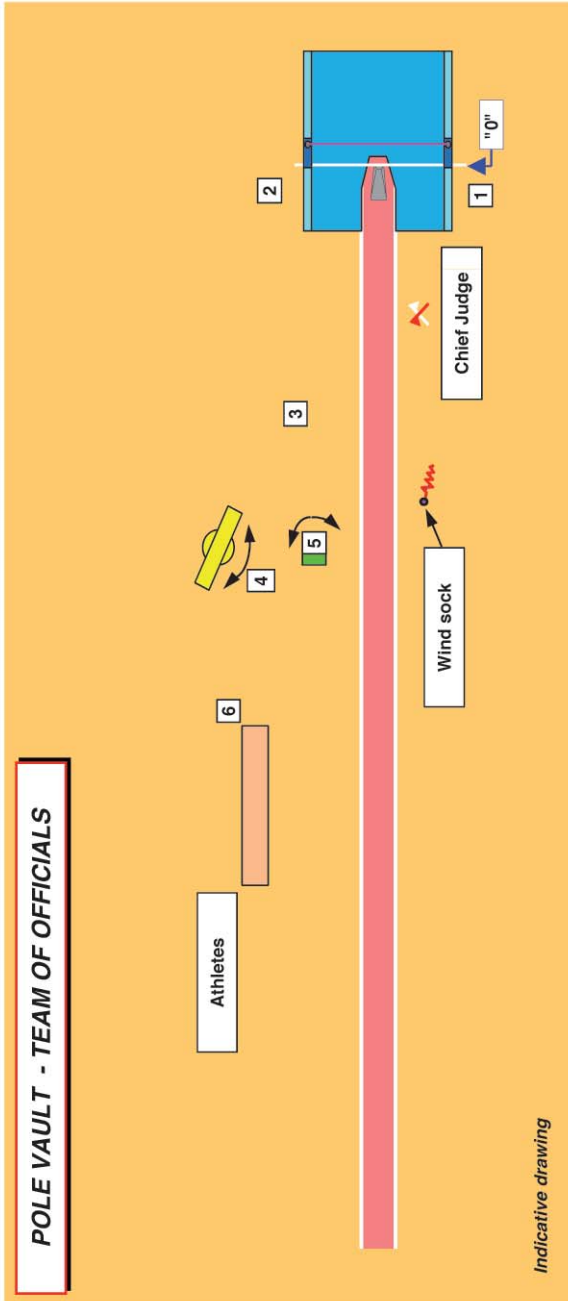 POLE VAULT - TEAM OF OFFICIALS
Athletes
6
4
5
3
2
1
"0"
Chief Judge
Wind sock
Indicative drawing